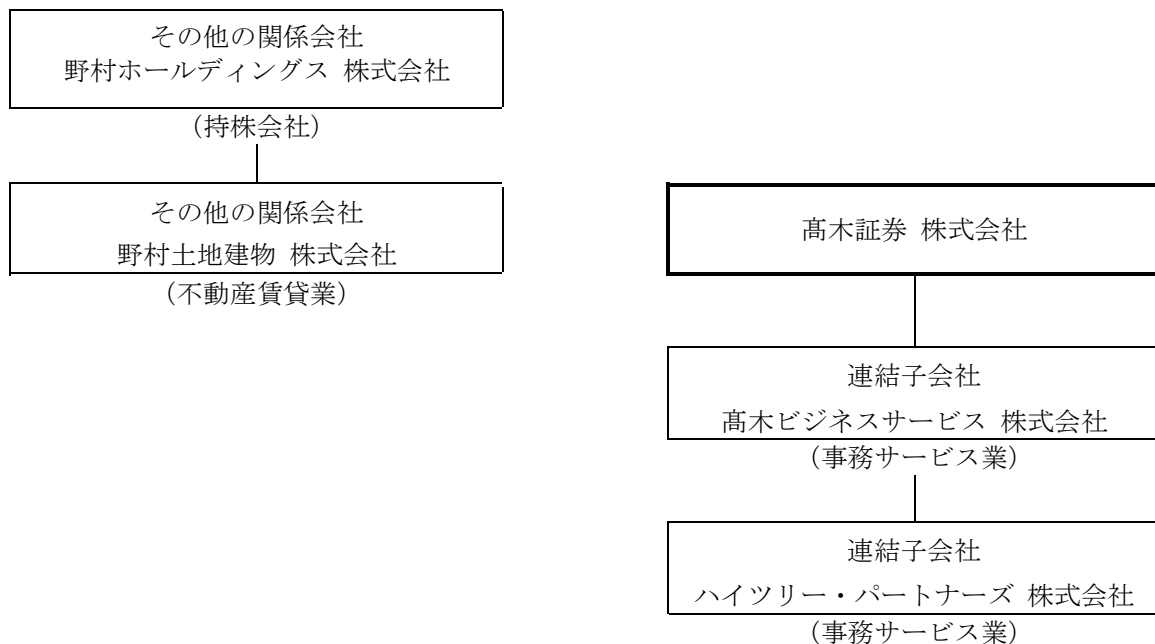 その他の関係会社
野村ホールディングス 株式会社
(持株会社)
その他の関係会社
野村土地建物 株式会社
(不動産賃貸業)
髙木証券 株式会社
連結子会社
髙木ビジネスサービス 株式会社
(事務サービス業)
連結子会社
ハイツリー・パートナーズ 株式会社
(事務サービス業)